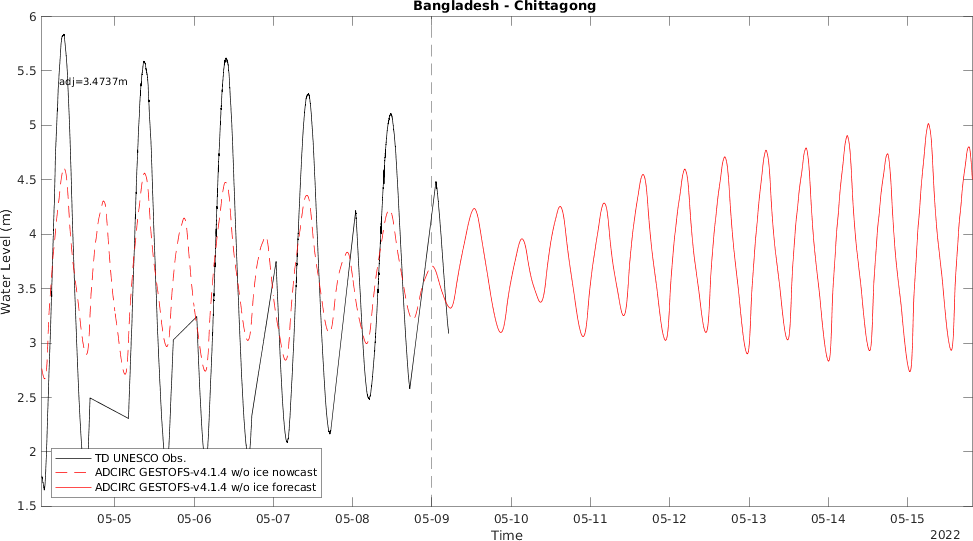 Bangladesh - Chittagong
6
5.5
adj=3.4737m
5
4.5
4
3.5
3
2.5
2
1.5
Water Level (m)
TD UNESCO Obs.
ADCIRC GESTOFS-v4.1.4 w/o ice nowcast
ADCIRC GESTOFS-v4.1.4 w/o ice forecast
05-05 05-06 05-07 05-08 05-09 05-10 05-11 05-12 05-13 05-14 05-15
Time
2022